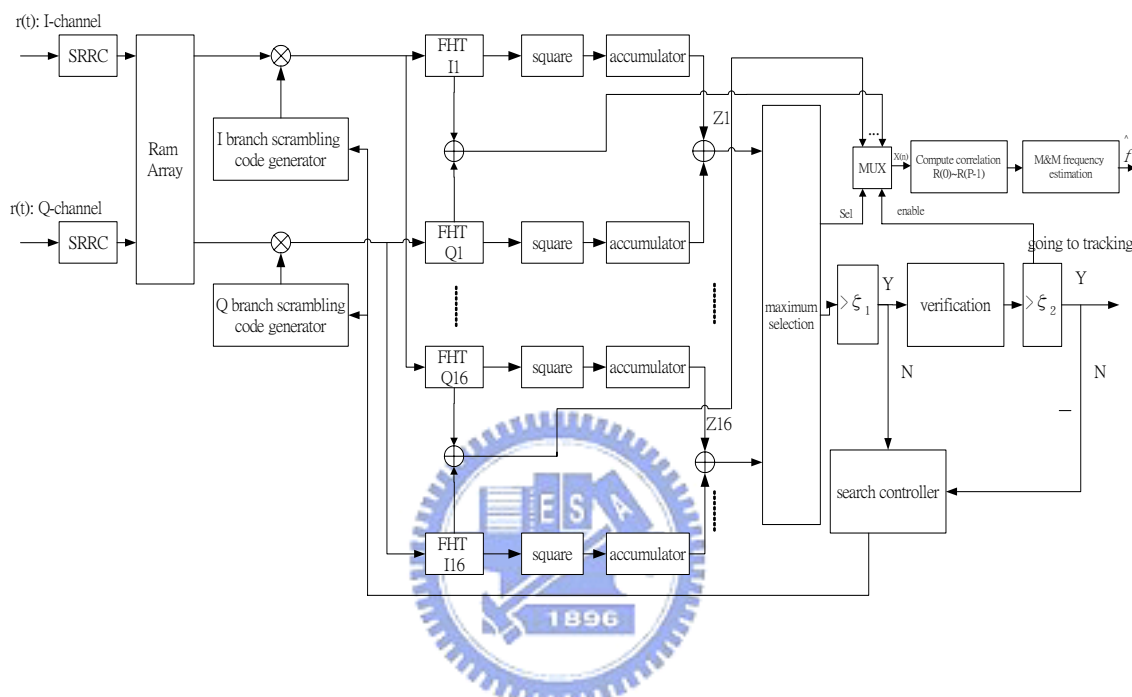 r(t): I-channel
SRRC
Ram
Array
I branch scrambling
code generator
r(t): Q-channel
SRRC
Q branch scrambling
code generator
FHT
I1
square
accumulator
Z1
FHT
Q1
square
accumulator
FHT
Q16
square
accumulator
Z16
FHT
I16
square
accumulator
maximum
selection
...
MUX
X(n)
Sel
enable
Compute correlation
R(0)~R(P-1)
M&M frequency
estimation
^
f
going to tracking
> ξ 1
Y
N
verification
> ξ 2
Y
N
—
search controller
E S A
1896